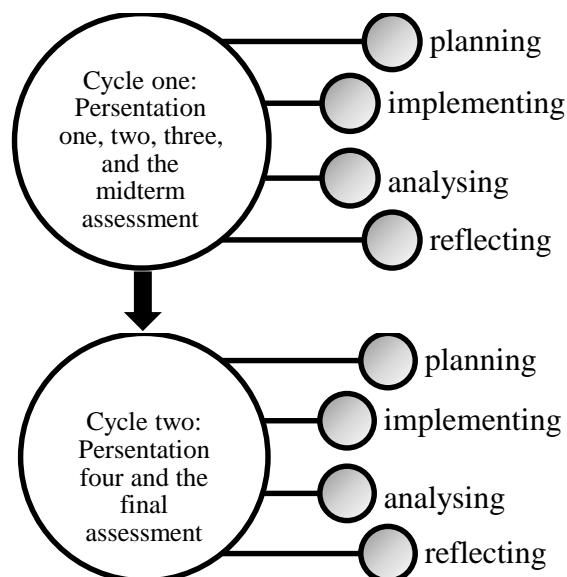 Cycle one:
Persentation
one, two, three,
and the
midterm
assessment
planning
implementing
analysing
reflecting
Cycle two:
Persentation
four and the
final
assessment
planning
implementing
analysing
reflecting